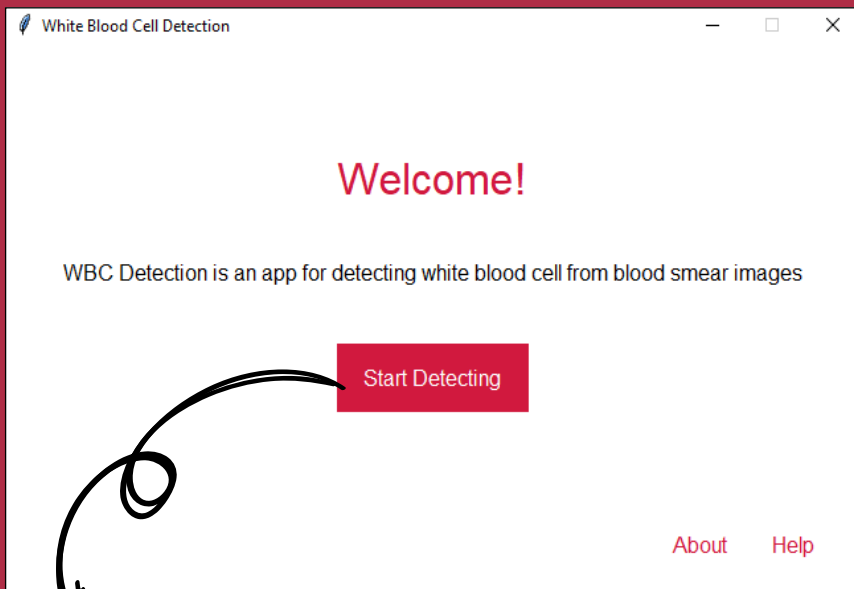 White Blood Cell Detection
Welcome!
WBC Detection is an app for detecting white blood cell from blood smear images
Start Detecting
About Help